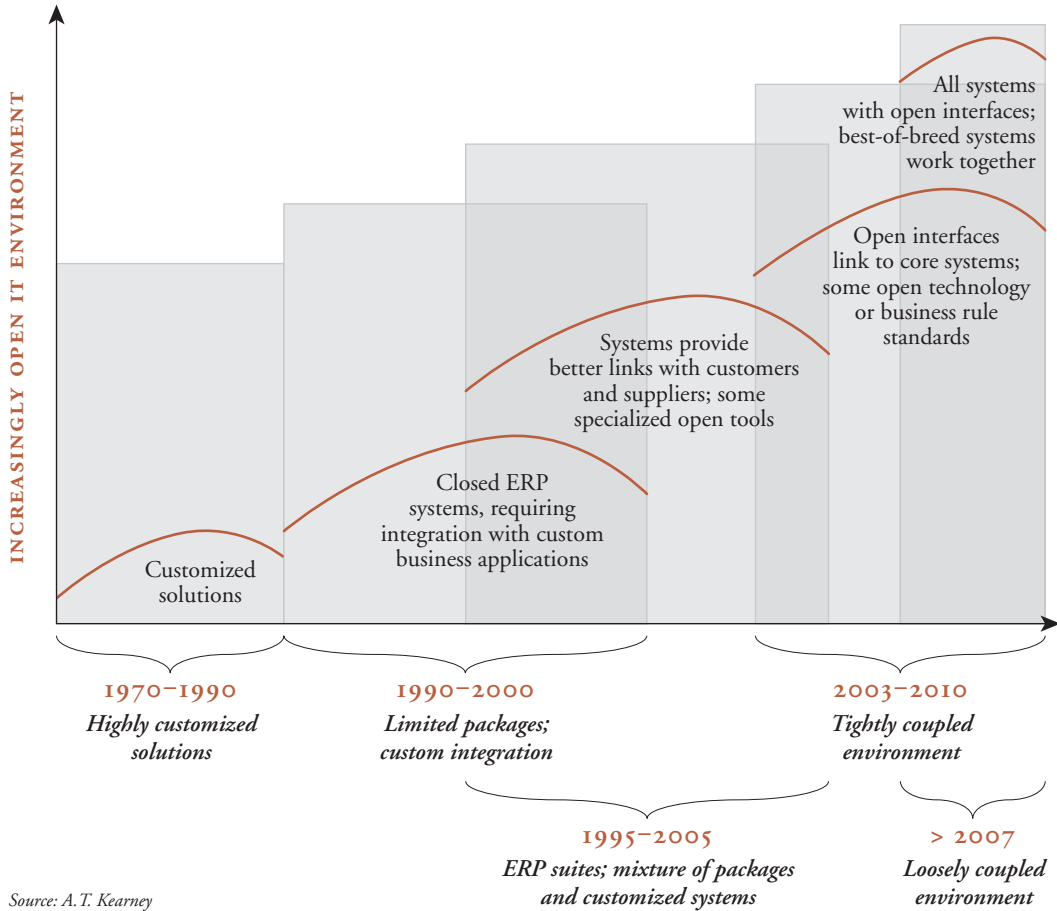 INCREASINGLY OPEN IT ENVIRONMENT
All systems
with open interfaces;
best-of-breed systems
work together
Open interfaces
link to core systems;
some open technology
or business rule
standards
Systems provide
better links with customers
and suppliers; some
specialized open tools
Closed ERP
systems, requiring
integration with custom
business applications
Customized
solutions
1970–1990
Highly customized
solutions
1990–2000
Limited packages;
custom integration
2003–2010
Tightly coupled
environment
1995–2005
ERP suites; mixture of packages
and customized systems
> 2007
Loosely coupled
environment
Source: A.T. Kearney